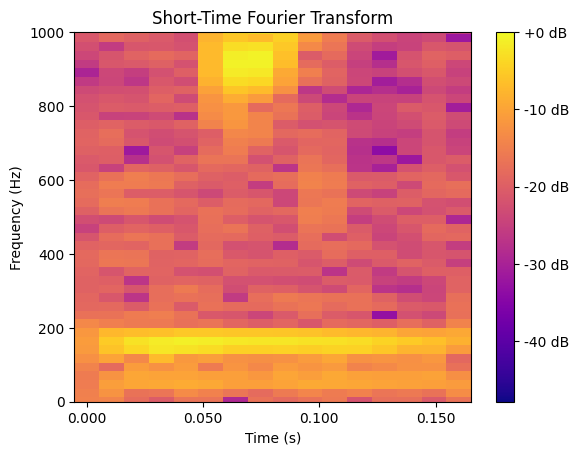 Short-Time Fourier Transform
Frequency (Hz)
1000
800
600
400
200
0
0.000
0.050
0.100
0.150
Time (s)
+0 dB
-10 dB
-20 dB
-30 dB
-40 dB